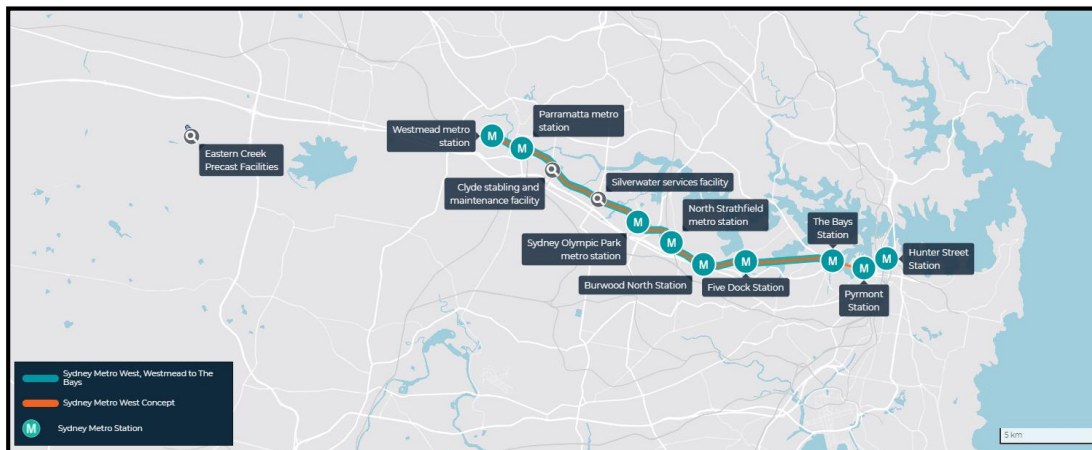 Westmead metro
station
Parramatta metro
station
Eastern Creek
Precast Facilities
Clyde stabling and
maintenance facility
Silverwater services facility
North Strathfield
metro station
Sydney Olympic Park
metro station
The Bays
Station
Hunter Street
Station
Burwood North Station
Five Dock Station
Pyrmont
Station
M
M
M
M
M
M
M
M
M
Sydney Metro West, Westmead to The
Bays
Sydney Metro West Concept
M
Sydney Metro Station
5 km